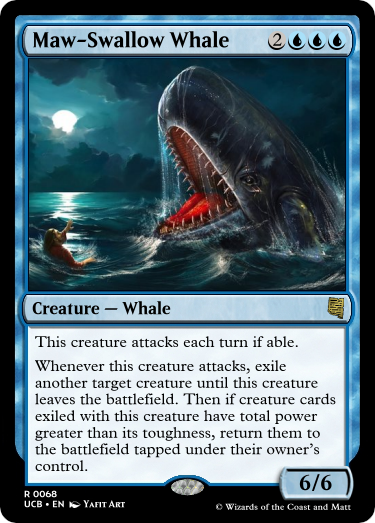 Maw-Swallow Whale 2
Creature — Whale
This creature attacks each turn if able.
Whenever this creature attacks, exile
another target creature until this creature
leaves the battlefield. Then if creature cards
exiled with this creature have total power
greater than its toughness, return them to
the battlefield tapped under their owner's
control.
6/6
R 0068
UCB • EN Yafit Art
© Wizards of the Coast and Matt